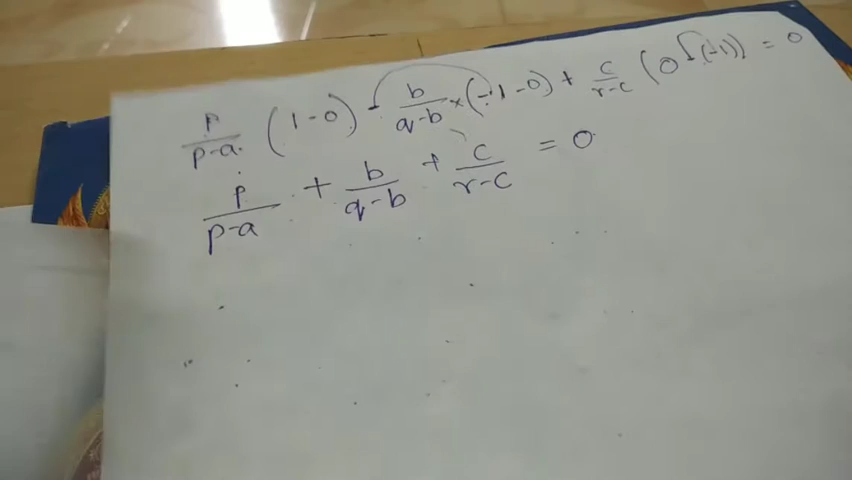 p/(p-a) (1-0) - b/(q-b) × (-1-0) + c/(r-c) (0-(-1)) = 0
p/(p-a) + b/(q-b) + c/(r-c) = 0